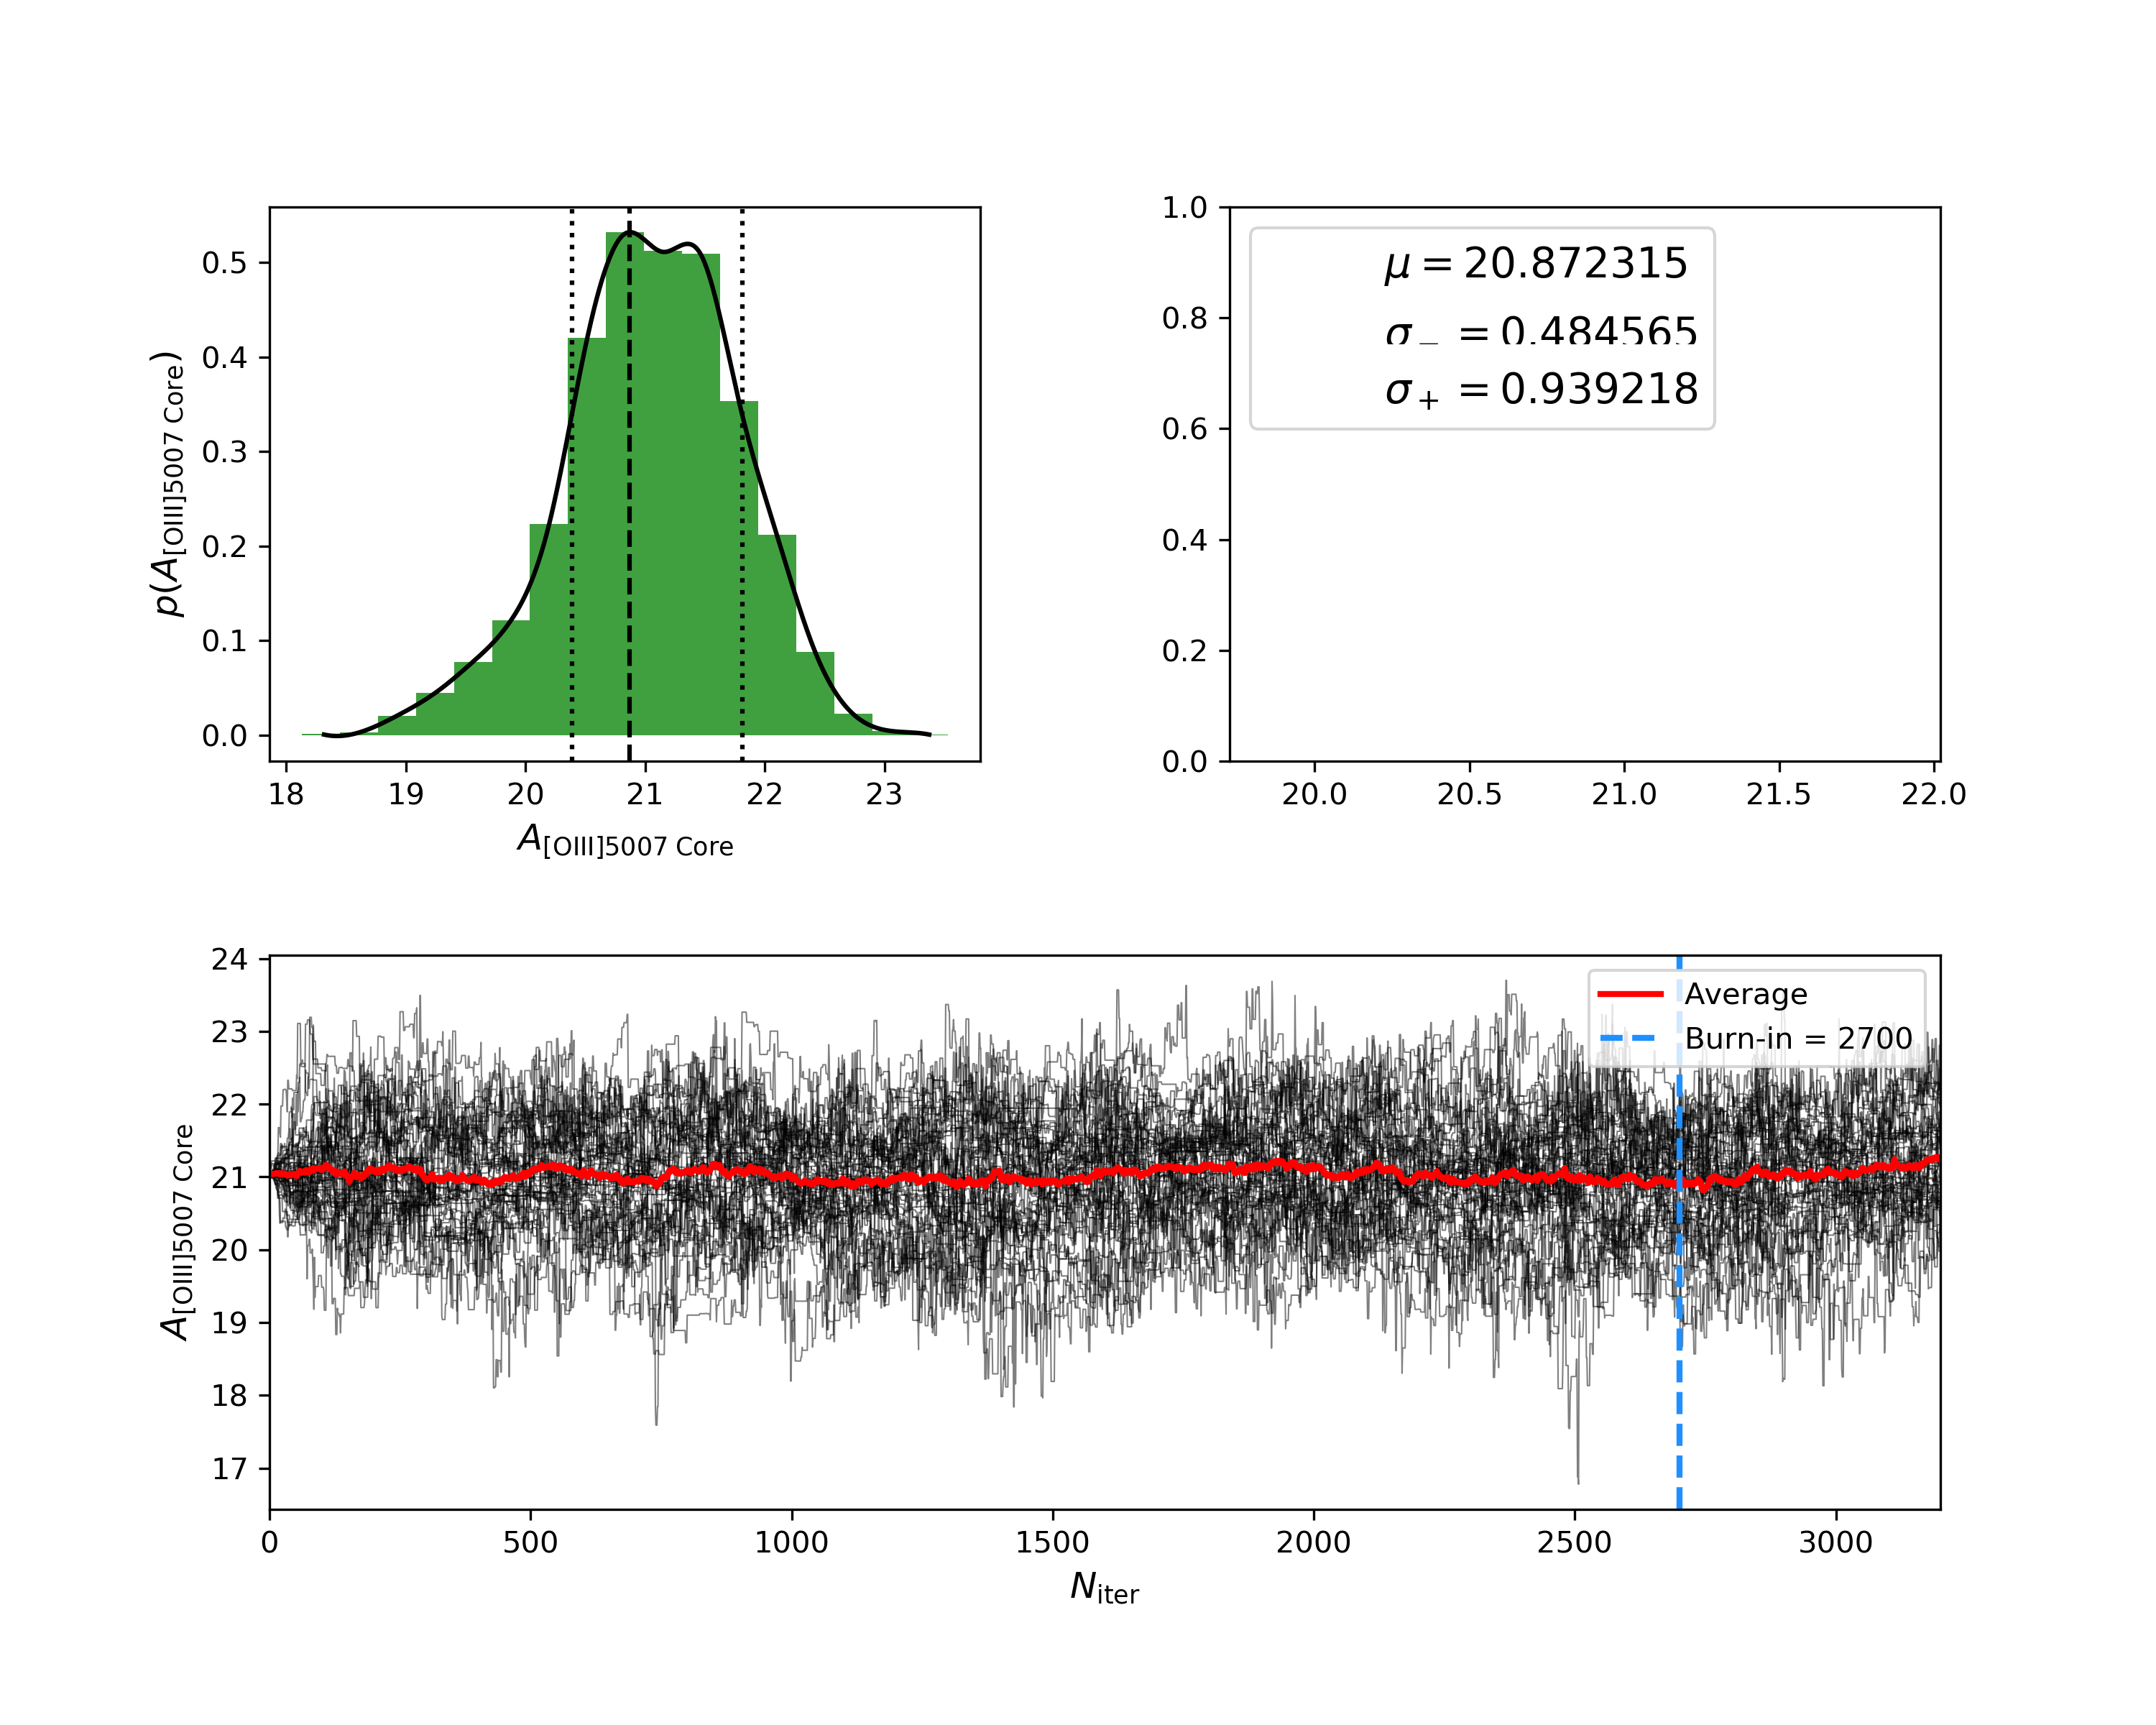 0.5
0.4
0.3
0.2
0.1
0.0
p(A[OIII]5007 Core)
18 19 20 21 22 23
A[OIII]5007 Core
1.0
0.8
0.6
0.4
0.2
0.0
μ = 20.872315
σ− = 0.484565
σ+ = 0.939218
20.0 20.5 21.0 21.5 22.0
24
23
22
21
20
19
18
17
A[OIII]5007 Core
Average
Burn-in = 2700
0 500 1000 1500 2000 2500 3000
Niter